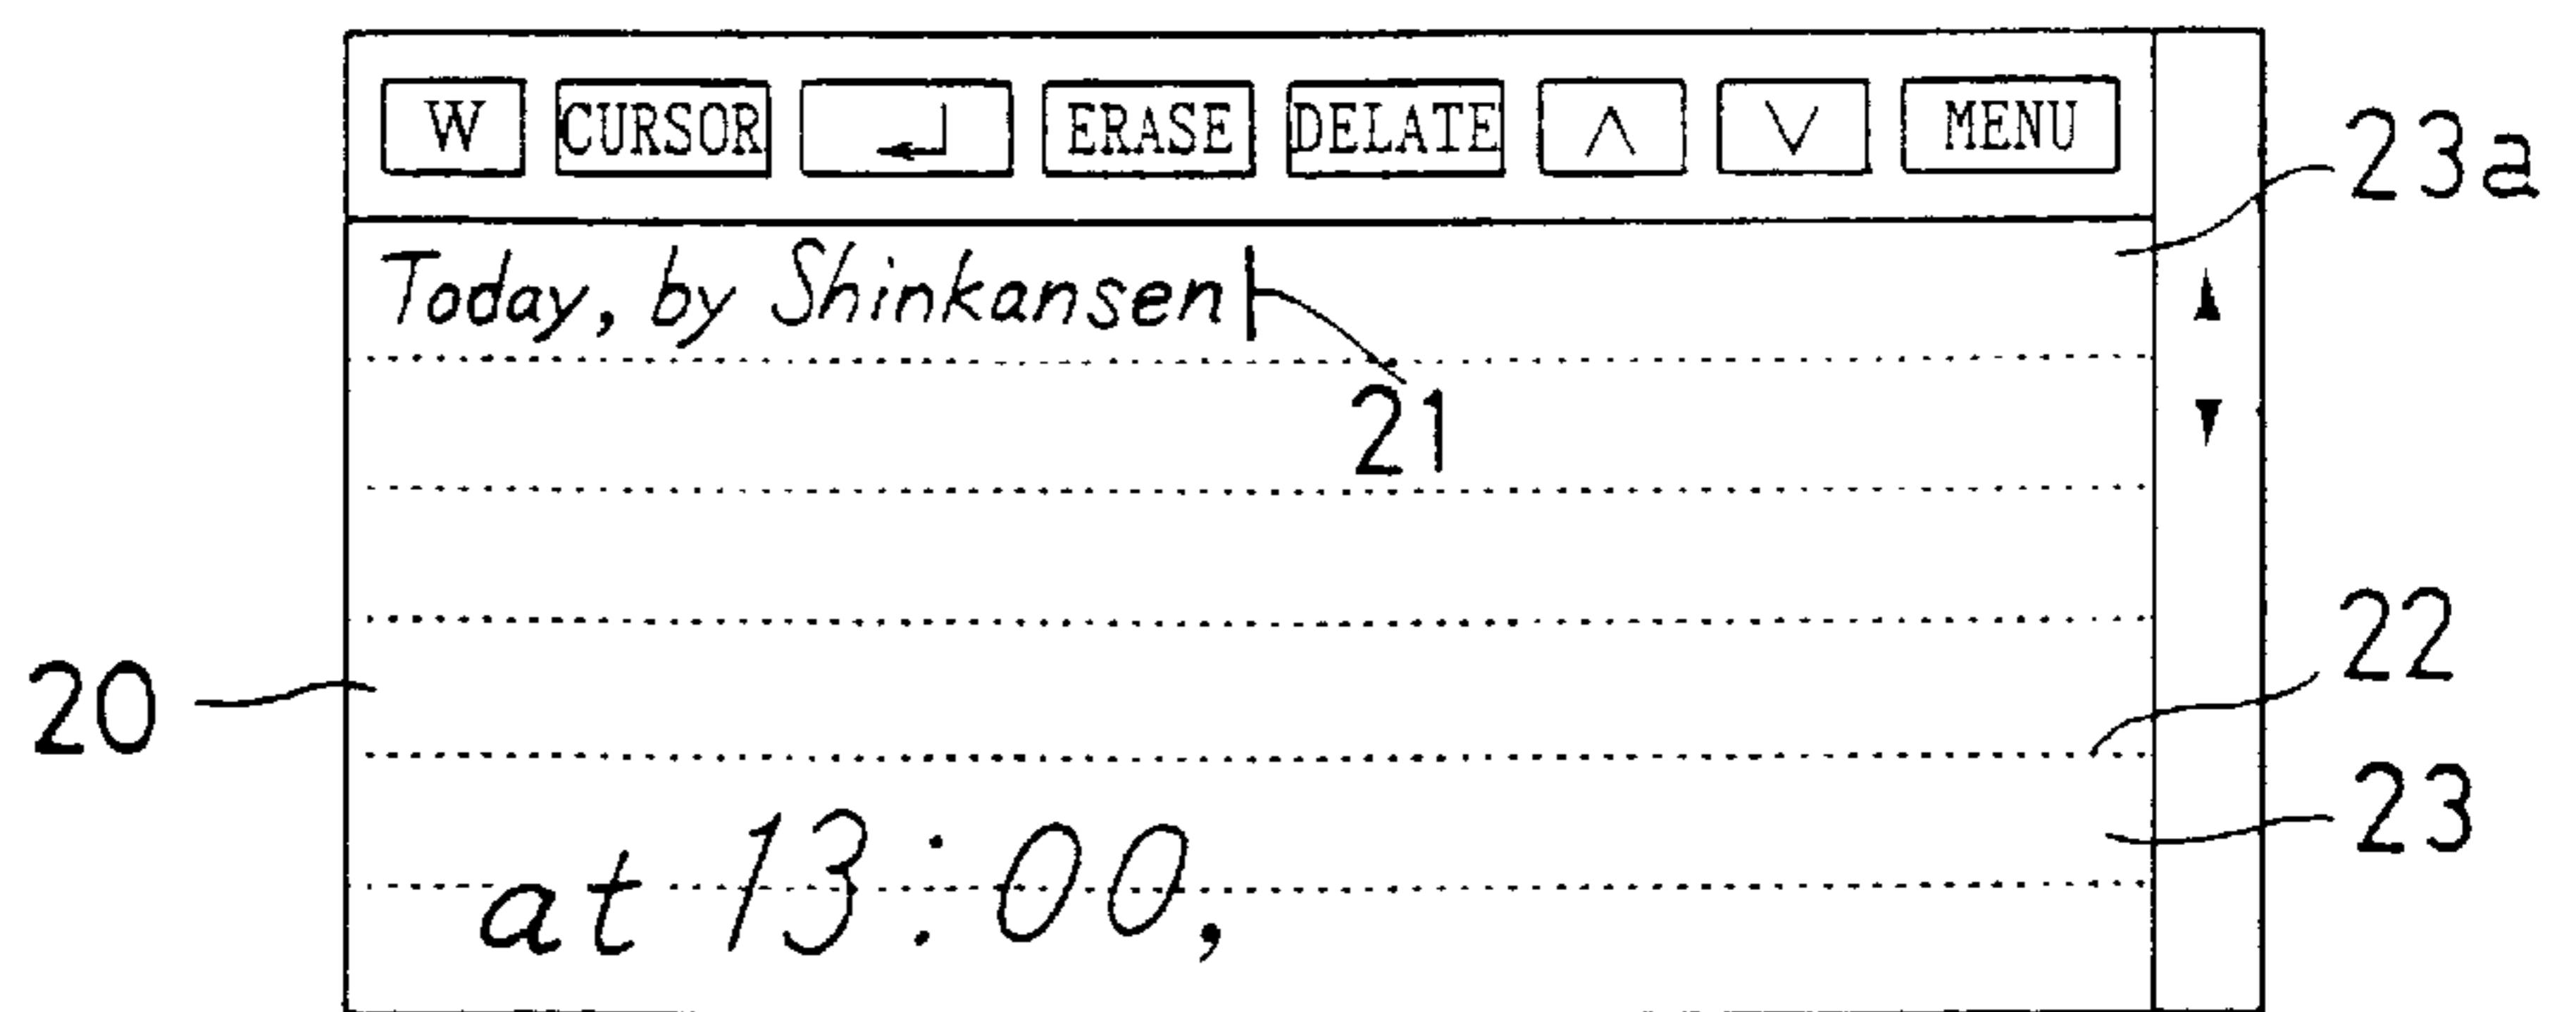 W CURSOR ERASE DELATE ∧ ∨ MENU
23a
Today, by Shinkansen
21
22
20
23
at 13:00,